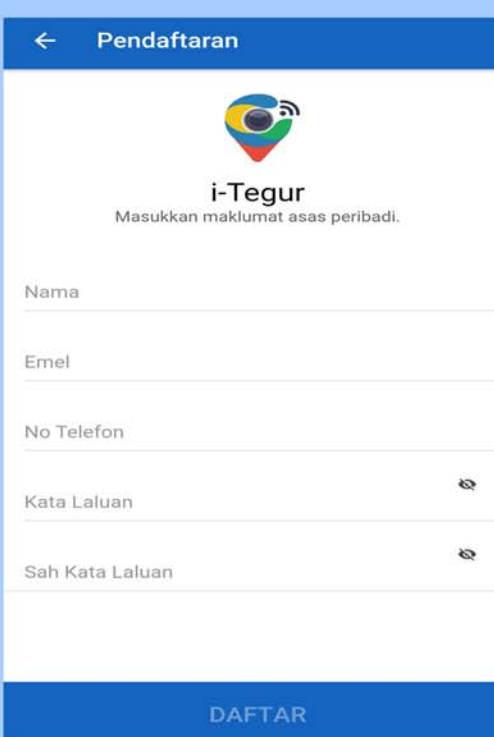 Pendaftaran
i-Tegur
Masukkan maklumat asas peribadi.
Nama
Emel
No Telefon
Kata Laluan
Sah Kata Laluan
DAFTAR